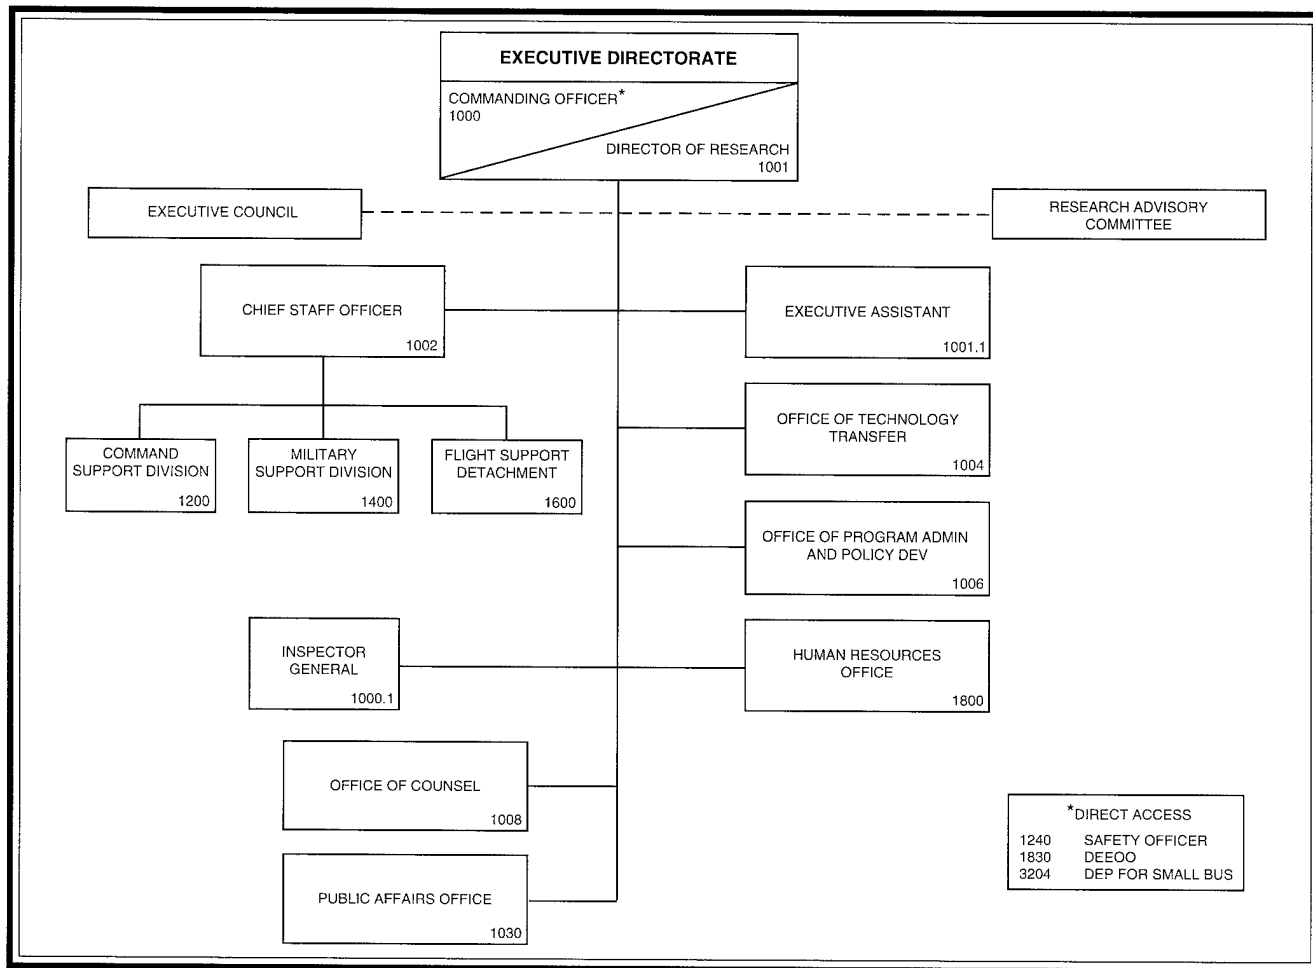 EXECUTIVE DIRECTORATE
COMMANDING OFFICER*
1000
DIRECTOR OF RESEARCH
1001
EXECUTIVE COUNCIL
RESEARCH ADVISORY
COMMITTEE
CHIEF STAFF OFFICER
1002
EXECUTIVE ASSISTANT
1001.1
OFFICE OF TECHNOLOGY
TRANSFER
1004
COMMAND
SUPPORT DIVISION
1200
MILITARY
SUPPORT DIVISION
1400
FLIGHT SUPPORT
DETACHMENT
1600
OFFICE OF PROGRAM ADMIN
AND POLICY DEV
1006
INSPECTOR
GENERAL
1000.1
HUMAN RESOURCES
OFFICE
1800
OFFICE OF COUNSEL
1008
PUBLIC AFFAIRS OFFICE
1030
*DIRECT ACCESS
1240 SAFETY OFFICER
1830 DEEOO
3204 DEP FOR SMALL BUS